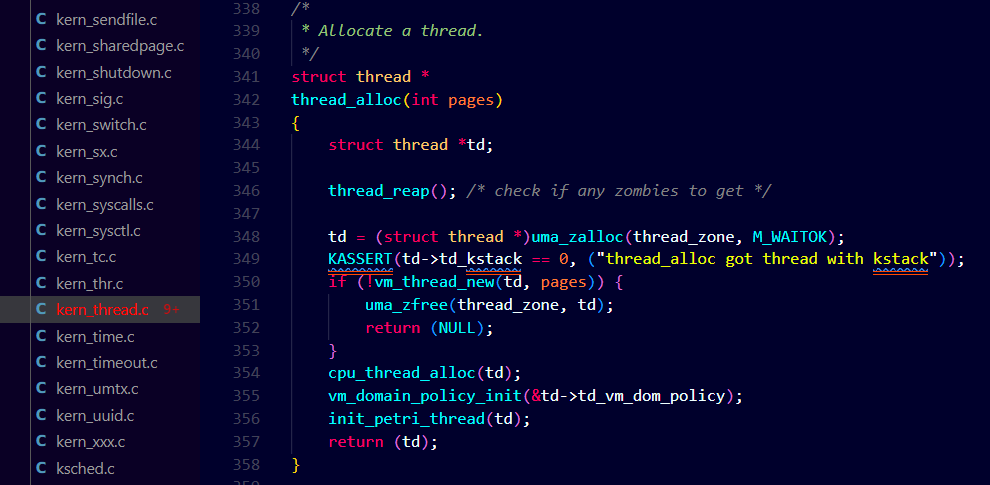 kern_sendfile.c
kern_sharedpage.c
kern_shutdown.c
kern_sig.c
kern_switch.c
kern_sx.c
kern_synch.c
kern_syscalls.c
kern_sysctl.c
kern_tc.c
kern_thr.c
kern_thread.c 9+
kern_time.c
kern_timeout.c
kern_umtx.c
kern_uuid.c
kern_xxx.c
ksched.c
338 /*
339  * Allocate a thread.
340  */
341 struct thread *
342 thread_alloc(int pages)
343 {
344     struct thread *td;
345
346     thread_reap(); /* check if any zombies to get */
347
348     td = (struct thread *)uma_zalloc(thread_zone, M_WAITOK);
349     KASSERT(td->td_kstack == 0, ("thread_alloc got thread with kstack"));
350     if (!vm_thread_new(td, pages)) {
351         uma_zfree(thread_zone, td);
352         return (NULL);
353     }
354     cpu_thread_alloc(td);
355     vm_domain_policy_init(&td->td_vm_dom_policy);
356     init_petri_thread(td);
357     return (td);
358 }